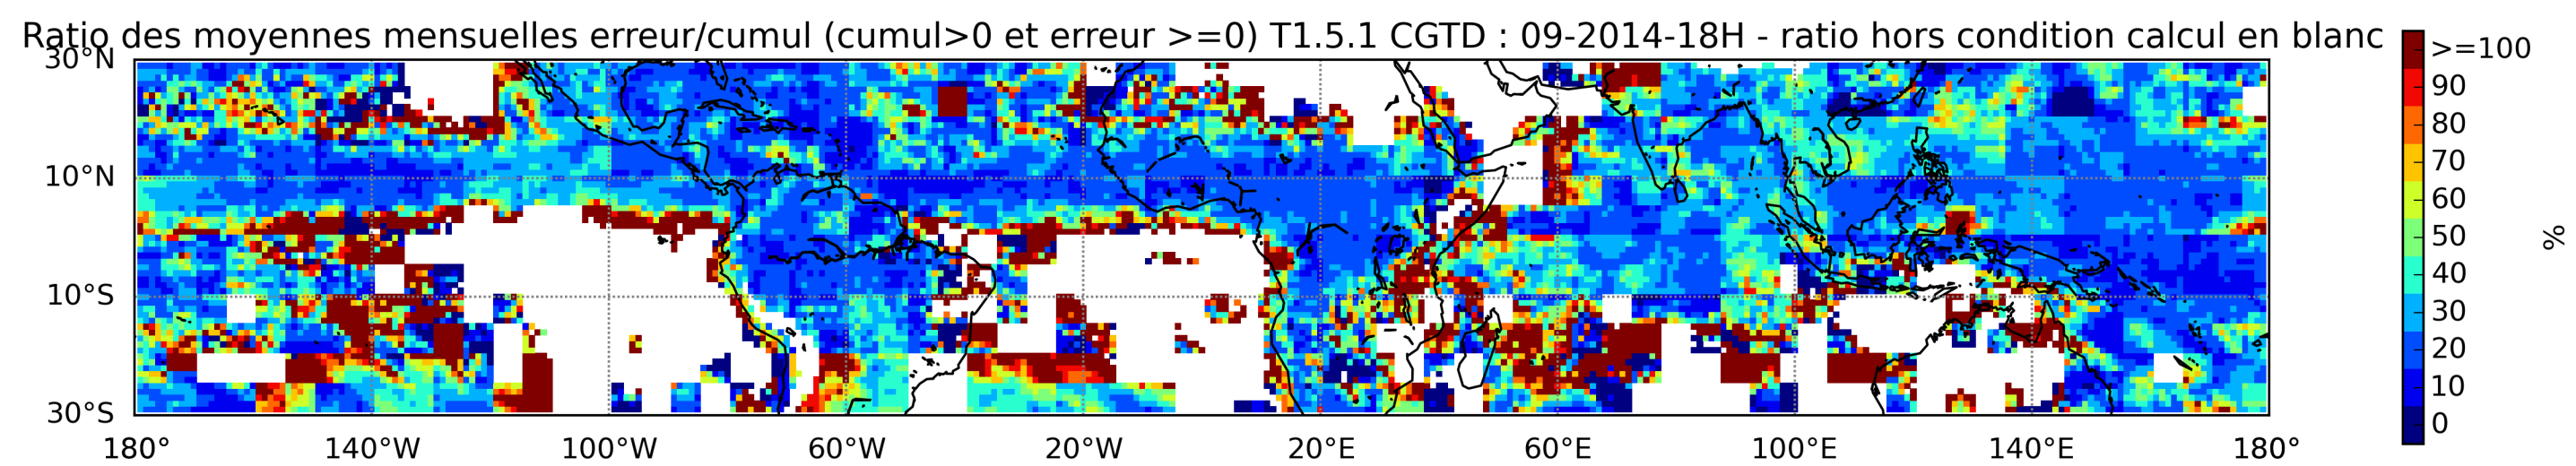 Ratio des moyennes mensuelles erreur/cumul (cumul>0 et erreur >=0) T1.5.1 CGTD : 09-2014-18H - ratio hors condition calcul en blanc
30°N
10°N
10°S
30°S
180° 140°W 100°W 60°W 20°W 20°E 60°E 100°E 140°E 180°
>=100
90
80
70
60
50
40
30
20
10
0
%